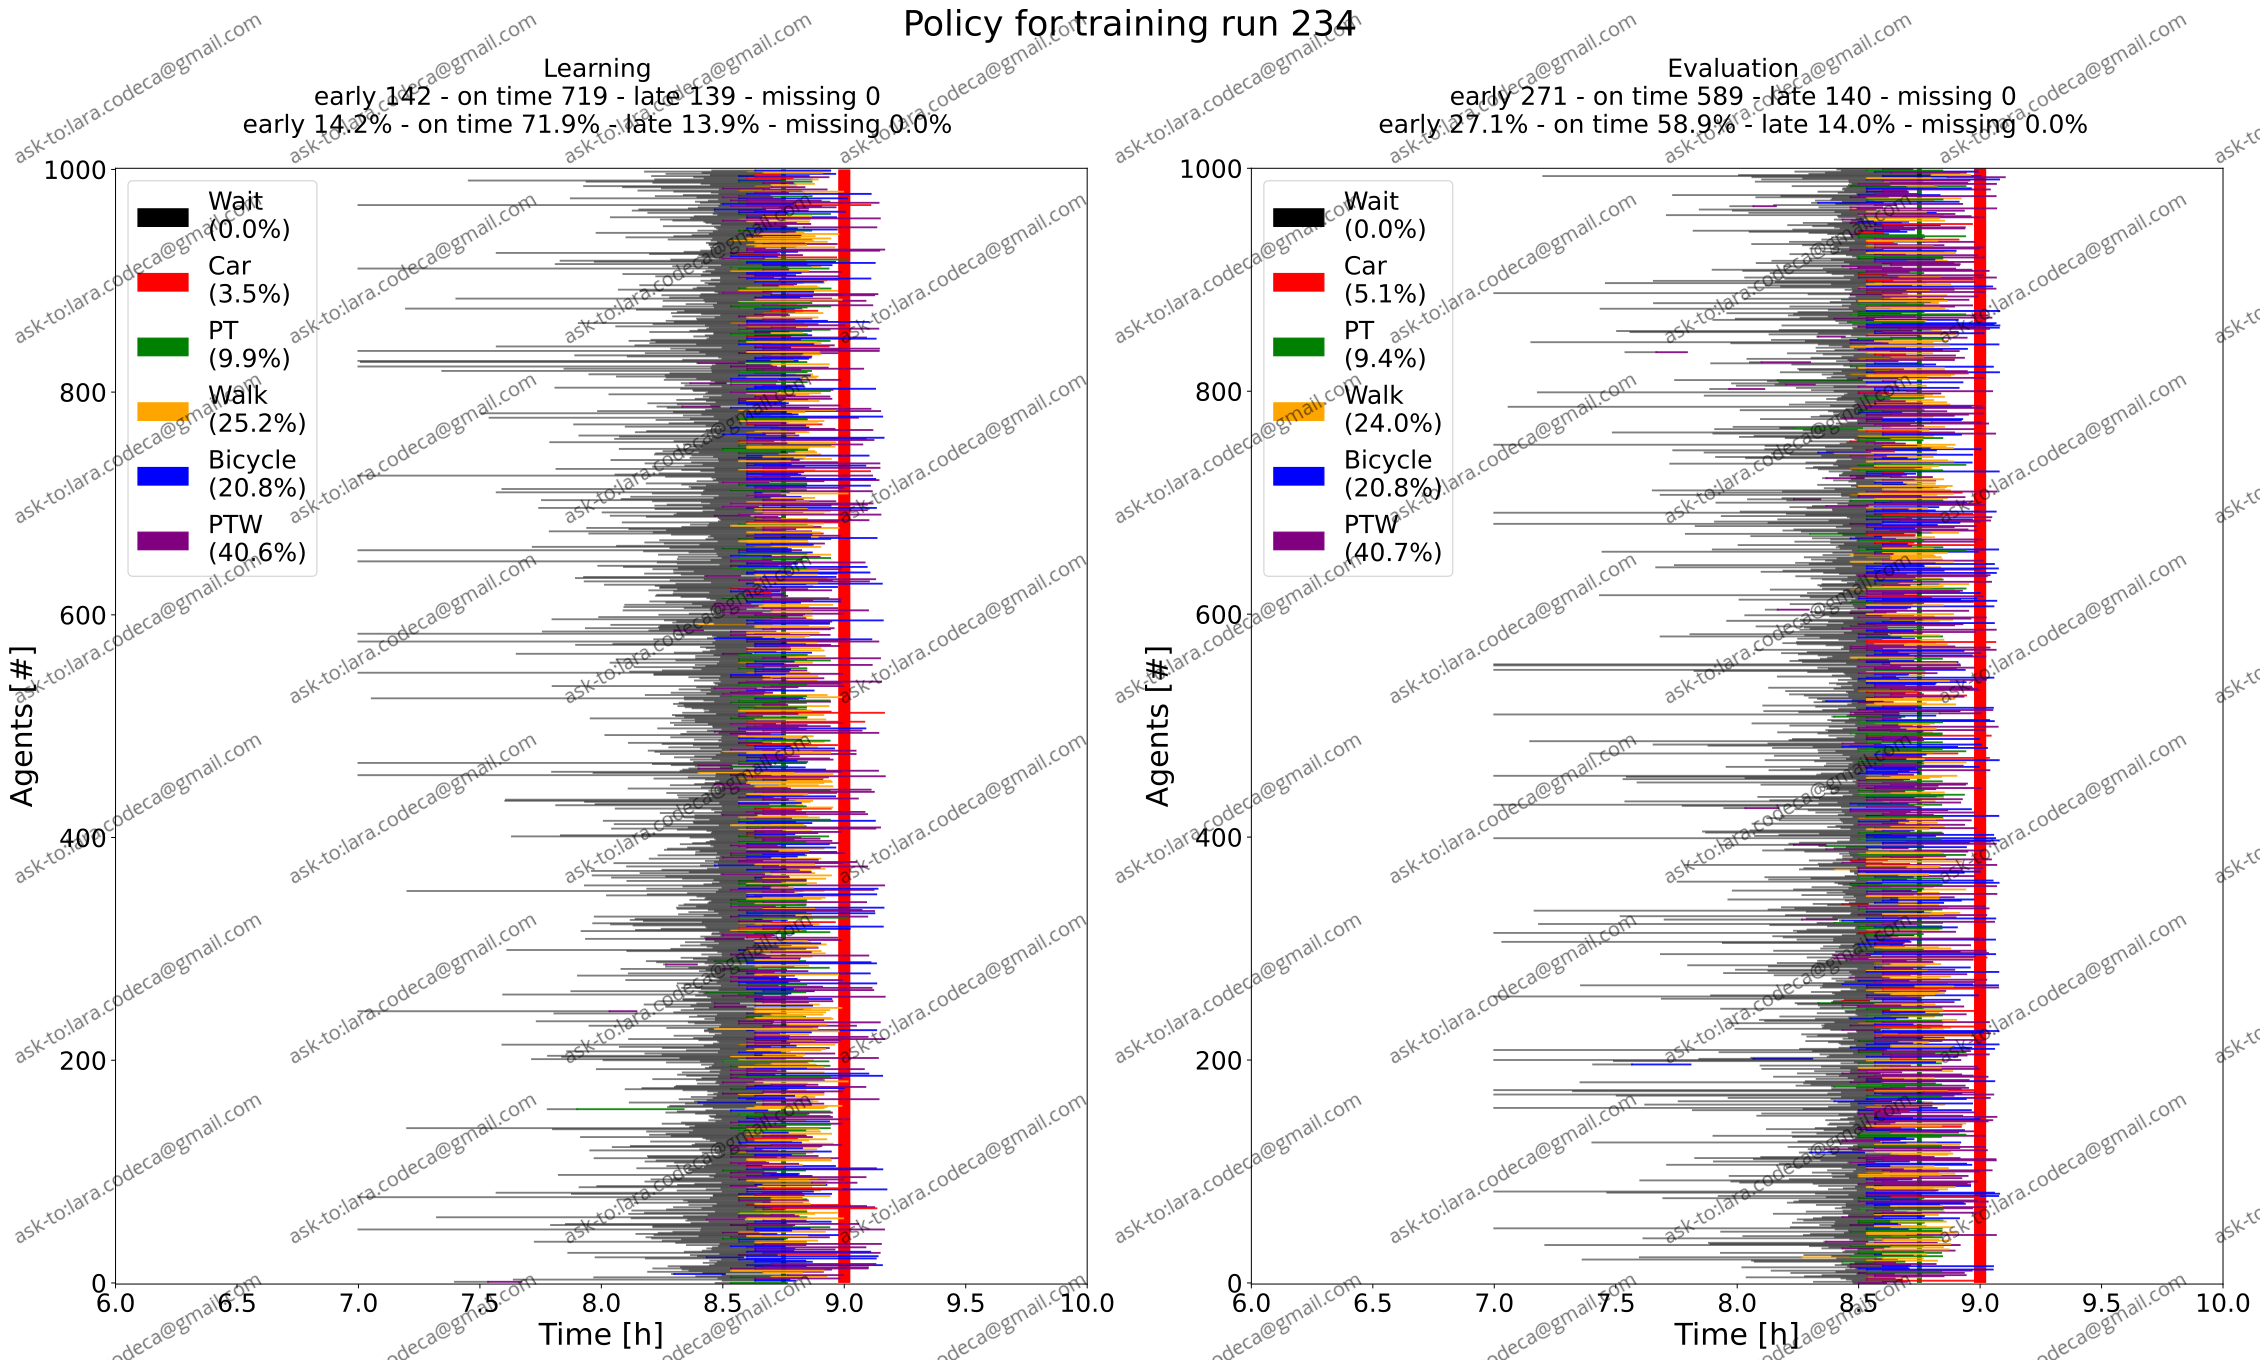 Policy for training run 234
Learning
early 142 - on time 719 - late 139 - missing 0
early 14.2% - on time 71.9% - late 13.9% - missing 0.0%
Agents [#]
1000
800
600
400
200
0
Wait
(0.0%)
Car
(3.5%)
PT
(9.9%)
Walk
(25.2%)
Bicycle
(20.8%)
PTW
(40.6%)
6.0 6.5 7.0 7.5 8.0 8.5 9.0 9.5 10.0
Time [h]
Evaluation
early 271 - on time 589 - late 140 - missing 0
early 27.1% - on time 58.9% - late 14.0% - missing 0.0%
Agents [#]
1000
800
600
400
200
0
Wait
(0.0%)
Car
(5.1%)
PT
(9.4%)
Walk
(24.0%)
Bicycle
(20.8%)
PTW
(40.7%)
6.0 6.5 7.0 7.5 8.0 8.5 9.0 9.5 10.0
Time [h]
ask-to:lara.codeca@gmail.com